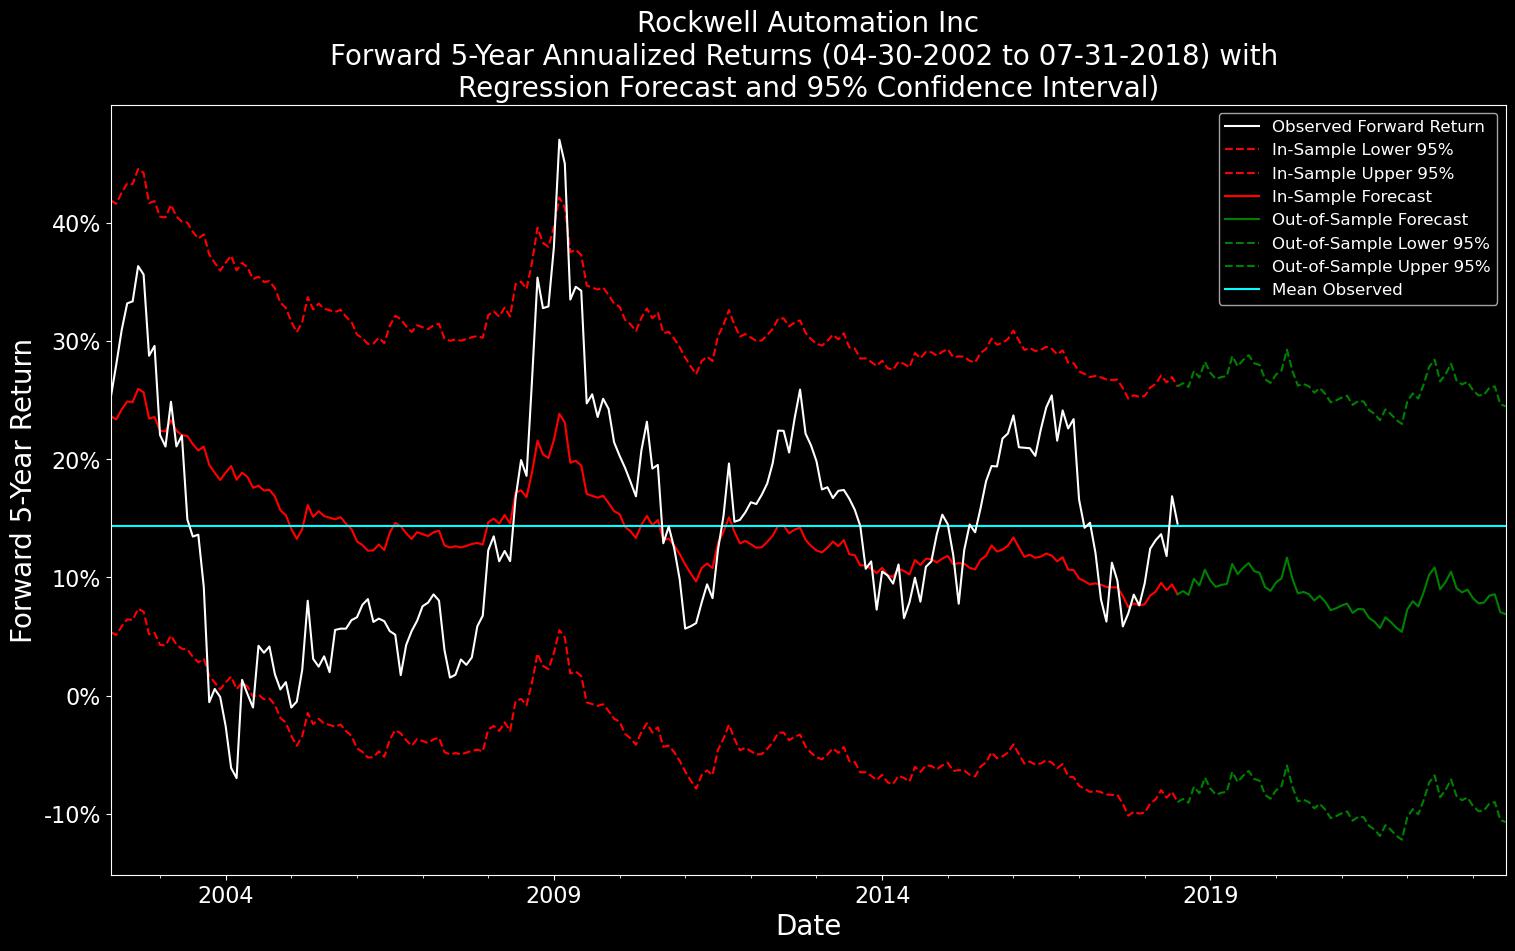 Rockwell Automation Inc
Forward 5-Year Annualized Returns (04-30-2002 to 07-31-2018) with
Regression Forecast and 95% Confidence Interval)
Observed Forward Return
In-Sample Lower 95%
In-Sample Upper 95%
In-Sample Forecast
Out-of-Sample Forecast
Out-of-Sample Lower 95%
Out-of-Sample Upper 95%
Mean Observed
Forward 5-Year Return
40%
30%
20%
10%
0%
-10%
2004
2009
2014
2019
Date